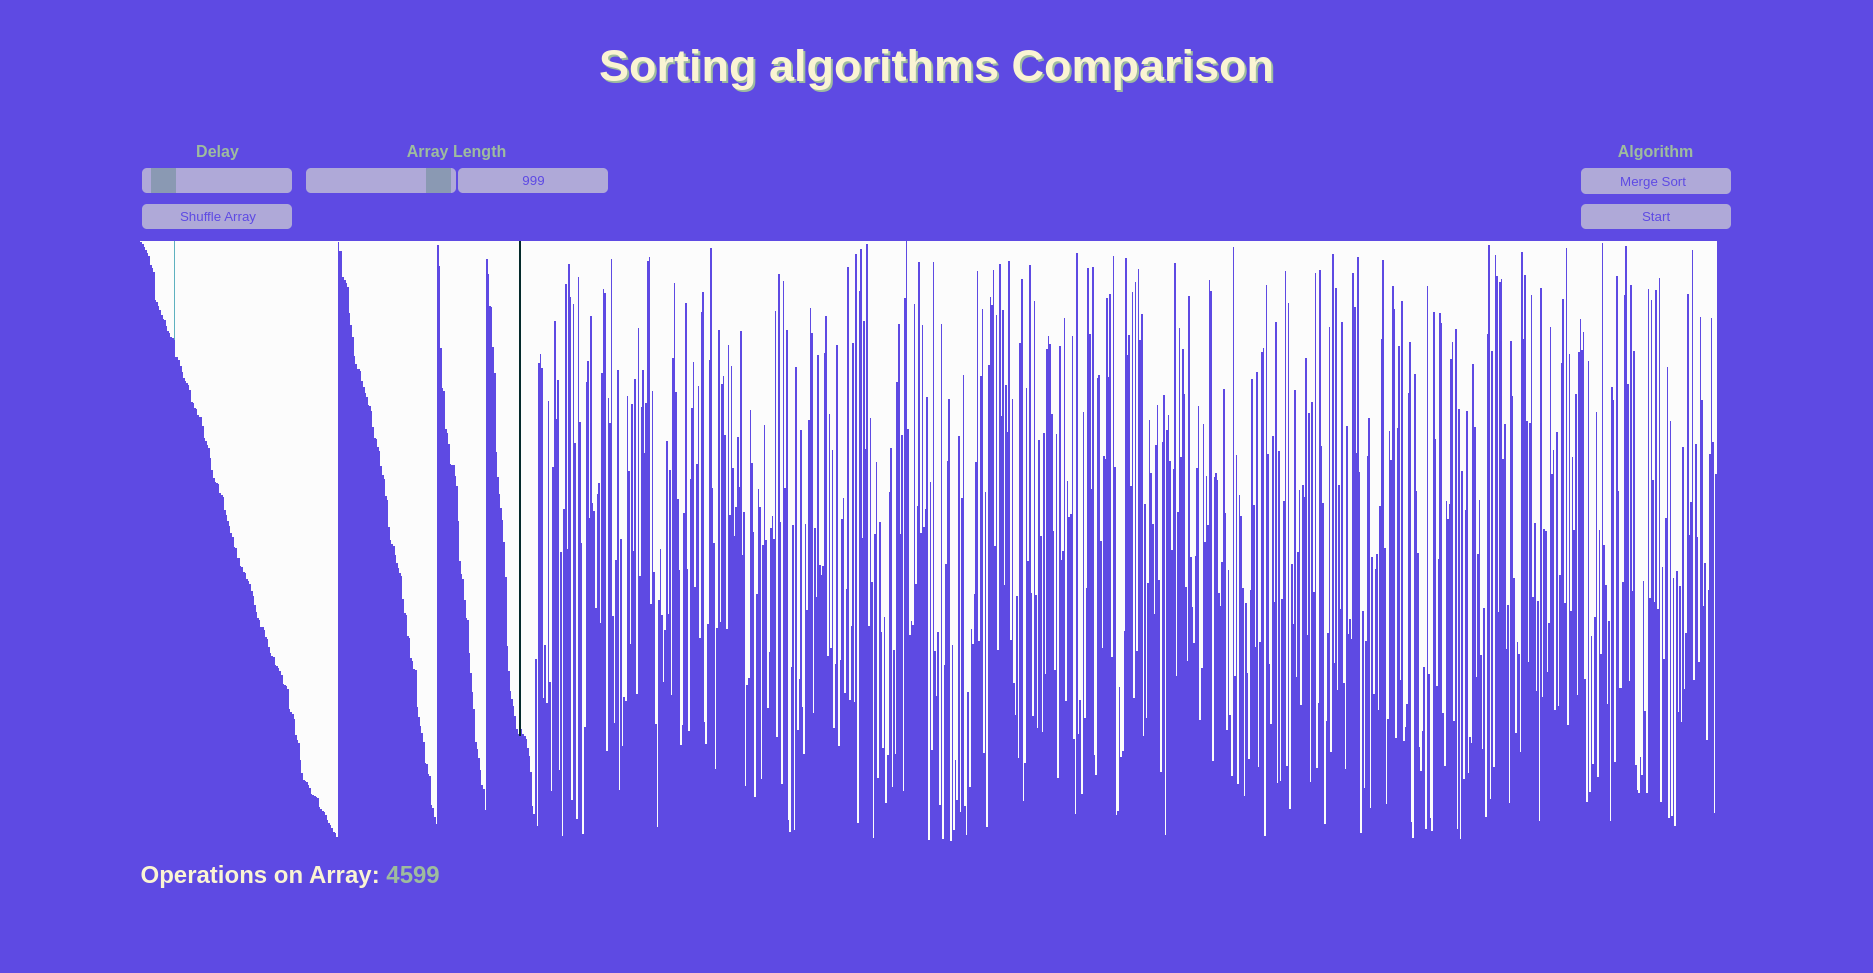 Sorting algorithms Comparison
Delay
Array Length
Algorithm
999
Merge Sort
Shuffle Array
Start
Operations on Array: 4599